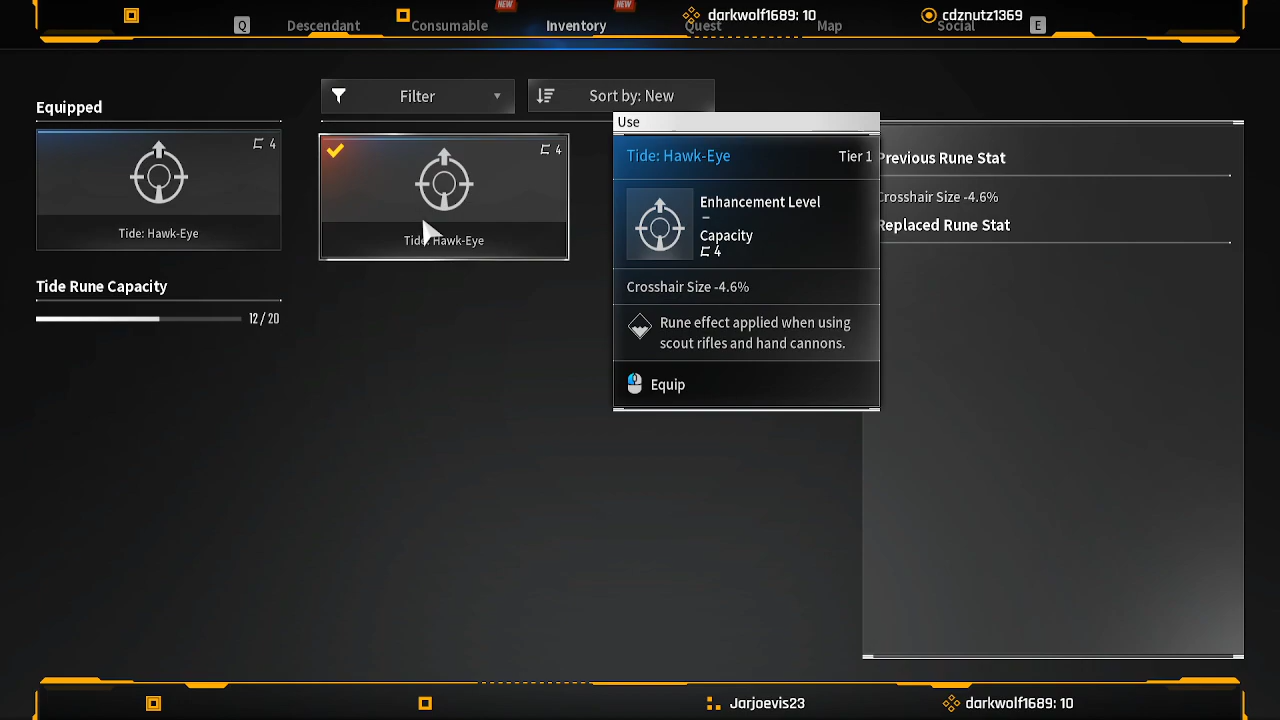 darkwolf1689: 10
cdznutz1369
NEW
NEW
Q
Descendant
Consumable
Inventory
Quest
Map
Social
E
Equipped
4
Tide: Hawk-Eye
Tide Rune Capacity
12 / 20
Filter
Sort by: New
4
Tide: Hawk-Eye
Use
Tide: Hawk-Eye
Tier 1
Enhancement Level
–
Capacity
4
Crosshair Size -4.6%
Rune effect applied when using
scout rifles and hand cannons.
Equip
Previous Rune Stat
Crosshair Size -4.6%
Replaced Rune Stat
Jarjoevis23
darkwolf1689: 10